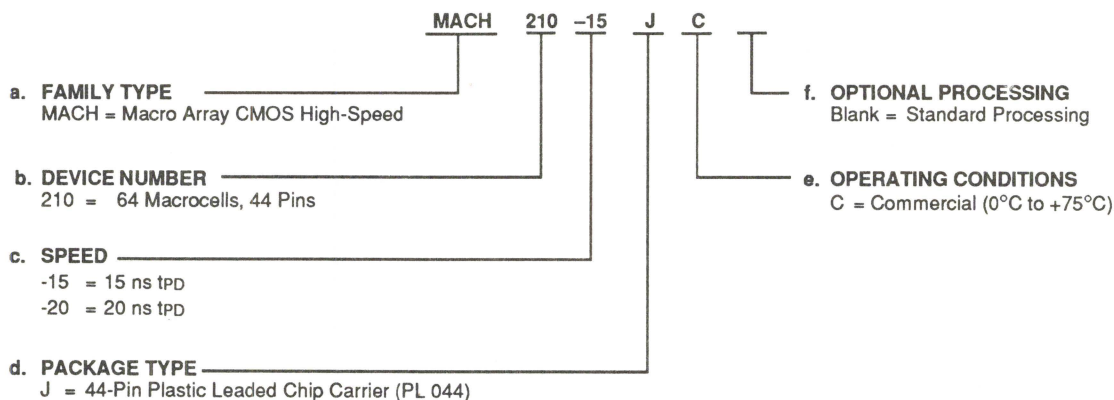 MACH 210 –15 J C
a. FAMILY TYPE
MACH = Macro Array CMOS High-Speed
b. DEVICE NUMBER
210 = 64 Macrocells, 44 Pins
c. SPEED
-15 = 15 ns tPD
-20 = 20 ns tPD
d. PACKAGE TYPE
J = 44-Pin Plastic Leaded Chip Carrier (PL 044)
f. OPTIONAL PROCESSING
Blank = Standard Processing
e. OPERATING CONDITIONS
C = Commercial (0°C to +75°C)